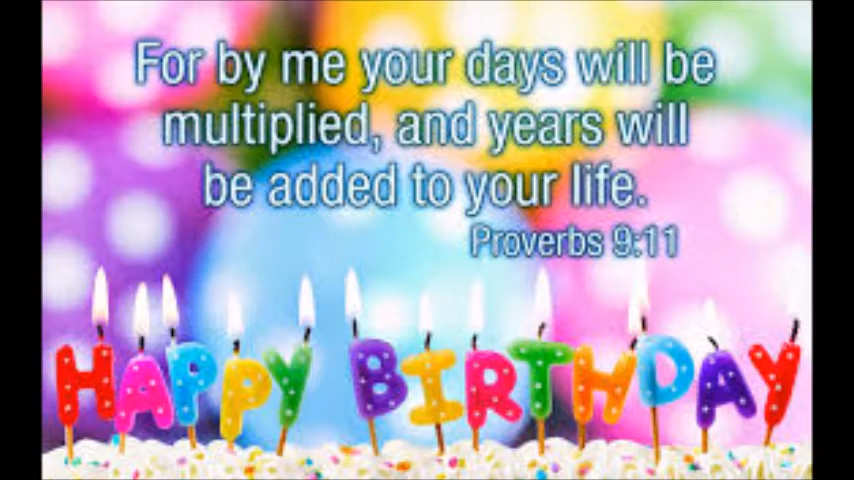 For by me your days will be
multiplied, and years will
be added to your life.
Proverbs 9:11
HAPPY BIRTHDAY